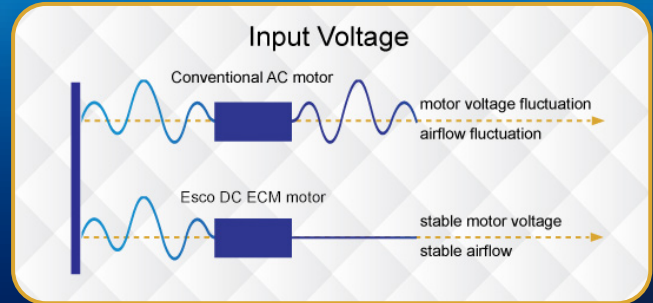 Input Voltage
Conventional AC motor
motor voltage fluctuation
airflow fluctuation
Esco DC ECM motor
stable motor voltage
stable airflow